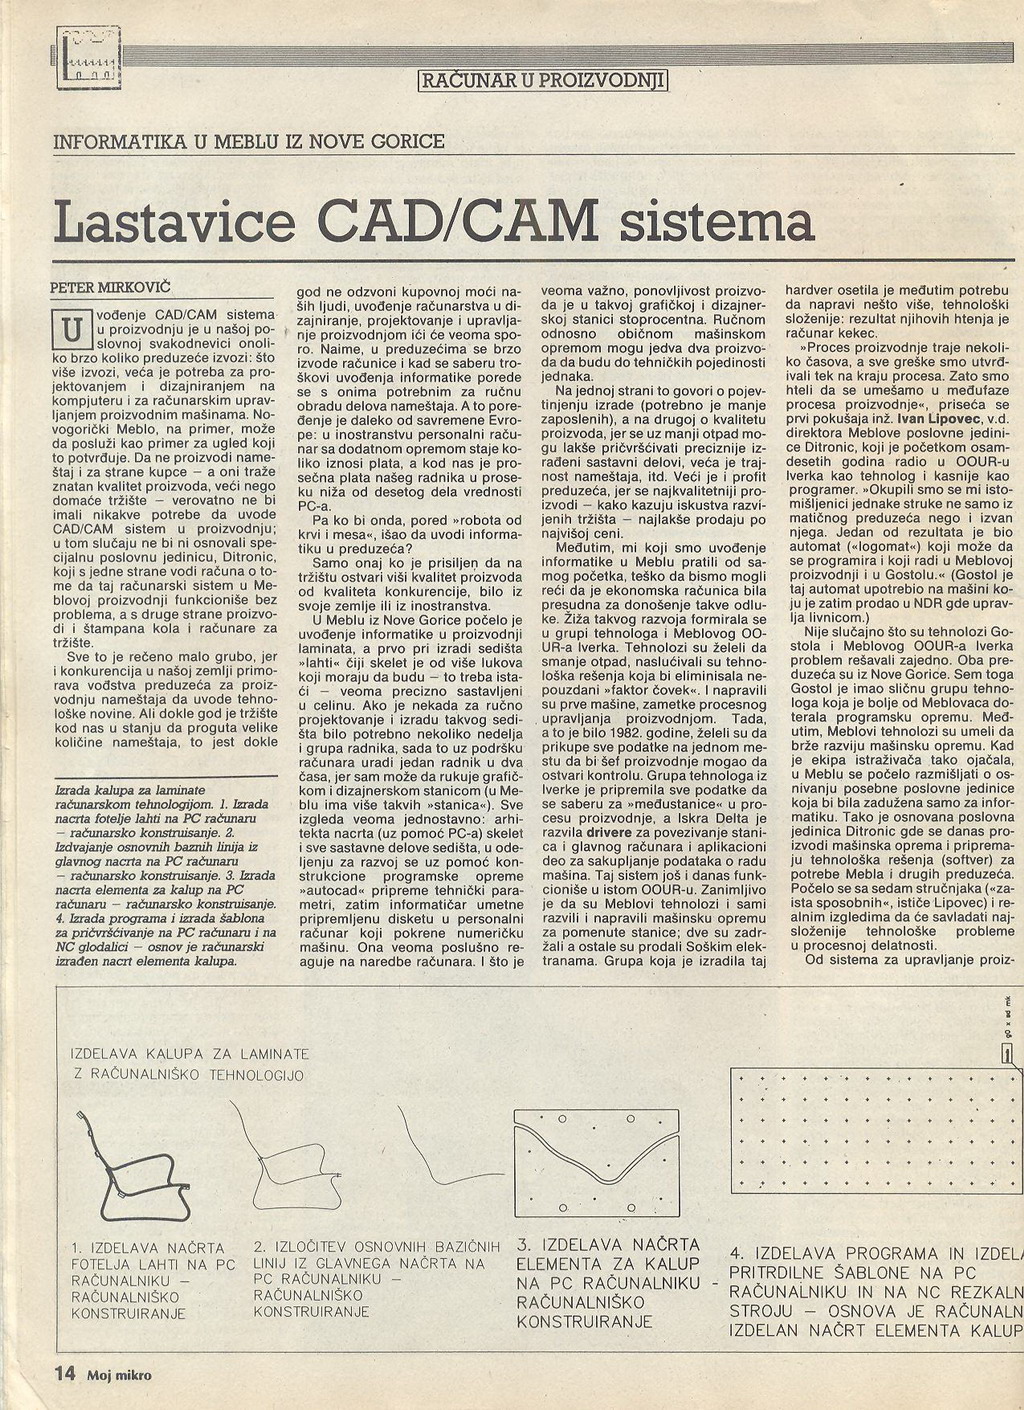 RAČUNAR U PROIZVODNJI
INFORMATIKA U MEBLU IZ NOVE GORICE
Lastavice CAD/CAM sistema
PETER MIRKOVIČ
Uvođenje CAD/CAM sistema
u proizvodnju je u našoj po-
slovnoj svakodnevici onoli-
ko brzo koliko preduzeće izvozi: što
više izvozi, veća je potreba za pro-
jektovanjem i dizajniranjem na
kompjuteru i za računarskim uprav-
ljanjem proizvodnim mašinama. No-
vogorički Meblo, na primer, može
da posluži kao primer za ugled koji
to potvrđuje. Da ne proizvodi name-
štaj i za strane kupce — a oni traže
znatan kvalitet proizvoda, veći nego
domaće tržište — verovatno ne bi
imali nikakve potrebe da uvode
CAD/CAM sistem u proizvodnju;
u tom slučaju ne bi ni osnovali spe-
cijalnu poslovnu jedinicu, Ditronic,
koji s jedne strane vodi računa o to-
me da taj računarski sistem u Me-
blovoj proizvodnji funkcioniše bez
problema, a s druge strane proizvo-
di i štampana kola i računare za
tržište.
Sve to je rečeno malo grubo, jer
i konkurencija u našoj zemlji primo-
rava vođstva preduzeća za proiz-
vodnju nameštaja da uvode tehno-
loške novine. Ali dokle god je tržište
kod nas u stanju da proguta velike
količine nameštaja, to jest dokle
Izrada kalupa za laminate
računarskom tehnologijom. 1. Izrada
nacrta fotelje lahti na PC računaru
— računarsko konstruisanje. 2.
Izdvajanje osnovnih baznih linija iz
glavnog nacrta na PC računaru
— računarsko konstruisanje. 3. Izrada
nacrta elementa za kalup na PC
računaru — računarsko konstruisanje.
4. Izrada programa i izrada šablona
za pričvršćivanje na PC računaru i na
NC glodalici — osnov je računarski
izrađen nacrt elementa kalupa.
god ne odzvoni kupovnoj moći na-
ših ljudi, uvođenje računarstva u di-
zajniranje, projektovanje i upravlja-
nje proizvodnjom ići će veoma spo-
ro. Naime, u preduzećima se brzo
izvode računice i kad se saberu tro-
škovi uvođenja informatike porede
se s onima potrebnim za ručnu
obradu delova nameštaja. A to pore-
đenje je daleko od savremene Evro-
pe: u inostranstvu personalni raču-
nar sa dodatnom opremom staje ko-
liko iznosi plata, a kod nas je pro-
sečna plata našeg radnika u prose-
ku niža od desetog dela vrednosti
PC-a.
Pa ko bi onda, pored »robota od
krvi i mesa«, išao da uvodi informa-
tiku u preduzeća?
Samo onaj ko je prisiljen da na
tržištu ostvari viši kvalitet proizvoda
od kvaliteta konkurencije, bilo iz
svoje zemlje ili iz inostranstva.
U Meblu iz Nove Gorice počelo je
uvođenje informatike u proizvodnji
laminata, a prvo pri izradi sedišta
»lahti« čiji skelet je od više lukova
koji moraju da budu — to treba ista-
ći — veoma precizno sastavljeni
u celinu. Ako je nekada za ručno
projektovanje i izradu takvog sedi-
šta bilo potrebno nekoliko nedelja
i grupa radnika, sada to uz podršku
računara uradi jedan radnik u dva
časa, jer sam može da rukuje grafič-
kom i dizajnerskom stanicom (u Me-
blu ima više takvih »stanica«). Sve
izgleda veoma jednostavno: arhi-
tekta nacrta (uz pomoć PC-a) skelet
i sve sastavne delove sedišta, u ode-
ljenju za razvoj se uz pomoć kon-
strukcione programske opreme
»autocad« pripreme tehnički para-
metri, zatim informatičar umetne
pripremljenu disketu u personalni
računar koji pokrene numeričku
mašinu. Ona veoma poslušno re-
aguje na naredbe računara. I što je
veoma važno, ponovljivost proizvo-
da je u takvoj grafičkoj i dizajner-
skoj stanici stoprocentna. Ručnom
odnosno običnom mašinskom
opremom mogu jedva dva proizvo-
da da budu do tehničkih pojedinosti
jednaka.
Na jednoj strani to govori o pojev-
tinjenju izrade (potrebno je manje
zaposlenih), a na drugoj o kvalitetu
proizvoda, jer se uz manji otpad mo-
gu lakše pričvršćivati preciznije iz-
rađeni sastavni delovi, veća je traj-
nost nameštaja, itd. Veći je i profit
preduzeća, jer se najkvalitetniji pro-
izvodi — kako kazuju iskustva razvi-
jenih tržišta — najlakše prodaju po
najvišoj ceni.
Međutim, mi koji smo uvođenje
informatike u Meblu pratili od sa-
mog početka, teško da bismo mogli
reći da je ekonomska računica bila
presudna za donošenje takve odlu-
ke. Žiža takvog razvoja formirala se
u grupi tehnologa i Meblovog OO-
UR-a Iverka. Tehnolozi su želeli da
smanje otpad, naslućivali su tehno-
loška rešenja koja bi eliminisala ne-
pouzdani »faktor čovek«. I napravili
su prve mašine, zametke procesnog
upravljanja proizvodnjom. Tada,
a to je bilo 1982. godine, želeli su da
prikupe sve podatke na jednom me-
stu da bi šef proizvodnje mogao da
ostvari kontrolu. Grupa tehnologa iz
Iverke je pripremila sve podatke da
se saberu za »međustanice« u pro-
cesu proizvodnje, a Iskra Delta je
razvila drivere za povezivanje stani-
ca i glavnog računara i aplikacioni
deo za sakupljanje podataka o radu
mašina. Taj sistem još i danas funk-
cioniše u istom OOUR-u. Zanimljivo
je da su Meblovi tehnolozi i sami
razvili i napravili mašinsku opremu
za pomenute stanice; dve su zadr-
žali a ostale su prodali Soškim elek-
tranama. Grupa koja je izradila taj
hardver osetila je međutim potrebu
da napravi nešto više, tehnološki
složenije: rezultat njihovih htenja je
računar kekec.
»Proces proizvodnje traje nekoli-
ko časova, a sve greške smo utvrđ-
ivali tek na kraju procesa. Zato smo
hteli da se umešamo u međufaze
procesa proizvodnje«, priseća se
prvi pokušaja inž. Ivan Lipovec, v.d.
direktora Meblove poslovne jedini-
ce Ditronic, koji je početkom osam-
desetih godina radio u OOUR-u
Iverka kao tehnolog i kasnije kao
programer. »Okupili smo se mi isto-
mišljenici jednake struke ne samo iz
matičnog preduzeća nego i izvan
njega. Jedan od rezultata je bio
automat («logomat«) koji može da
se programira i koji radi u Meblovoj
proizvodnji i u Gostolu.« (Gostol je
taj automat upotrebio na mašini ko-
ju je zatim prodao u NDR gde uprav-
lja livnicom.)
Nije slučajno što su tehnolozi Go-
stola i Meblovog OOUR-a Iverka
problem rešavali zajedno. Oba pre-
duzeća su iz Nove Gorice. Sem toga
Gostol je imao sličnu grupu tehno-
loga koja je bolje od Meblovaca do-
terala programsku opremu. Međ-
utim, Meblovi tehnolozi su umeli da
brže razviju mašinsku opremu. Kad
je ekipa istraživača tako ojačala,
u Meblu se počelo razmišljati o os-
nivanju posebne poslovne jedinice
koja bi bila zadužena samo za infor-
matiku. Tako je osnovana poslovna
jedinica Ditronic gde se danas pro-
izvodi mašinska oprema i priprema-
ju tehnološka rešenja (softver) za
potrebe Mebla i drugih preduzeća.
Počelo se sa sedam stručnjaka («za-
ista sposobnih«, ističe Lipovec) i re-
alnim izgledima da će savladati naj-
složenije tehnološke probleme
u procesnoj delatnosti.
Od sistema za upravljanje proiz-
IZDELAVA KALUPA ZA LAMINATE
Z RAČUNALNIŠKO TEHNOLOGIJO
1. IZDELAVA NAČRTA
FOTELJA LAHTI NA PC
RAČUNALNIKU —
RAČUNALNIŠKO
KONSTRUIRANJE
2. IZLOČITEV OSNOVNIH BAZIČNIH
LINIJ IZ GLAVNEGA NAČRTA NA
PC RAČUNALNIKU —
RAČUNALNIŠKO
KONSTRUIRANJE
3. IZDELAVA NAČRTA
ELEMENTA ZA KALUP
NA PC RAČUNALNIKU -
RAČUNALNIŠKO
KONSTRUIRANJE
4. IZDELAVA PROGRAMA IN IZDELA
PRITRDILNE ŠABLONE NA PC
RAČUNALNIKU IN NA NC REZKALN
STROJU — OSNOVA JE RAČUNALN
IZDELAN NAČRT ELEMENTA KALUP
14 Moj mikro